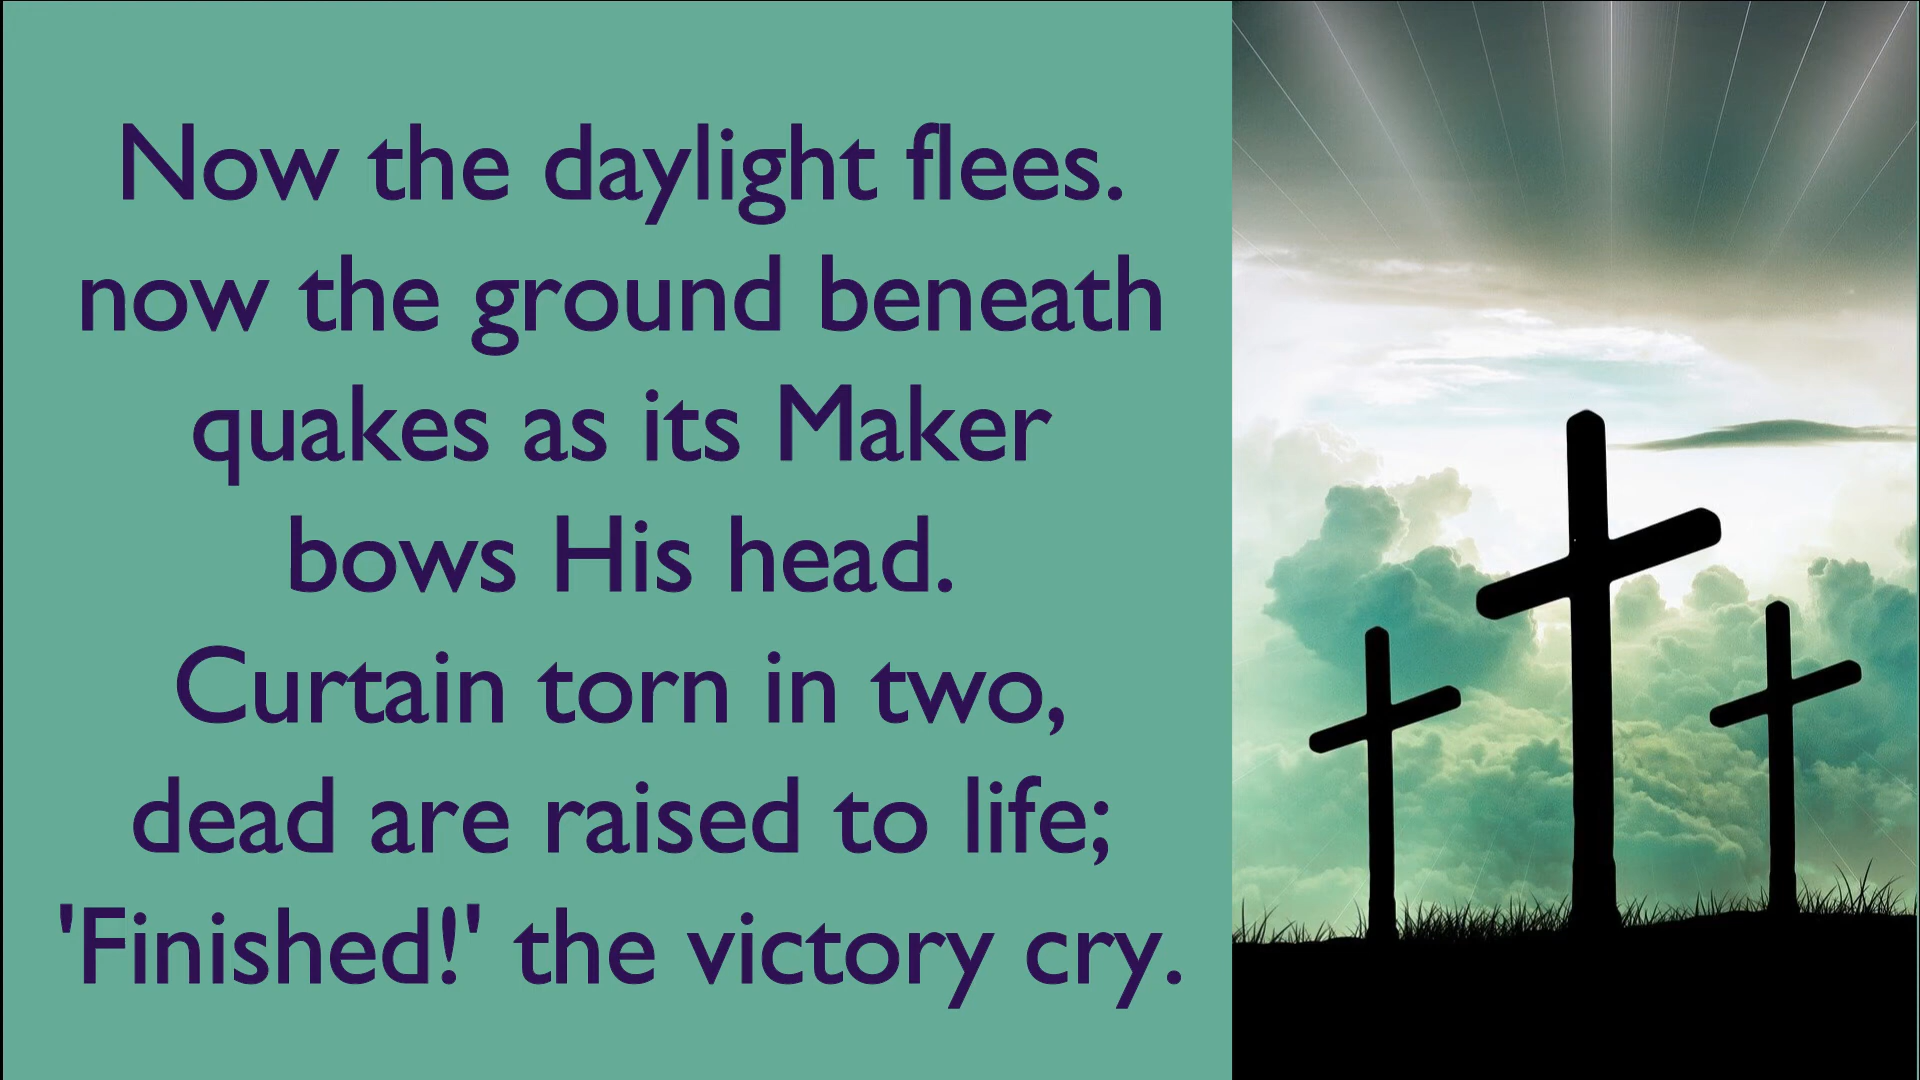 Now the daylight flees.
now the ground beneath
quakes as its Maker
bows His head.
Curtain torn in two,
dead are raised to life;
'Finished!' the victory cry.